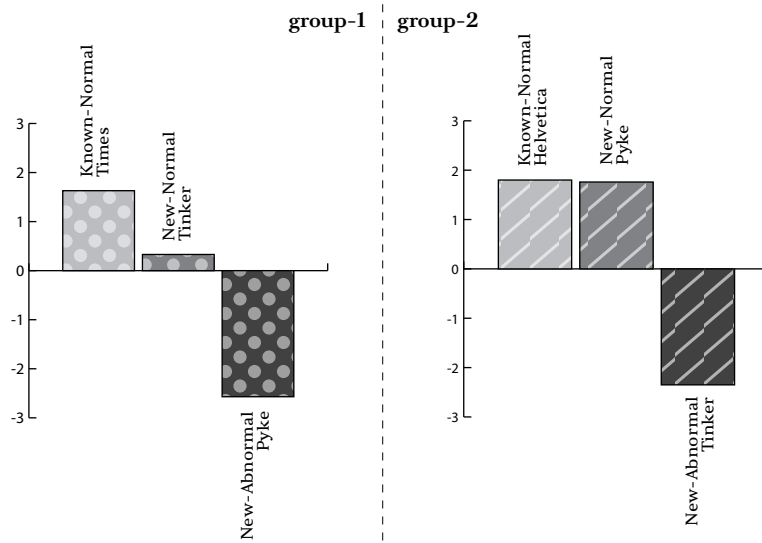 group-1
group-2
Known-Normal
Times
New-Normal
Tinker
New-Abnormal
Pyke
3
2
1
0
-1
-2
-3
Known-Normal
Helvetica
New-Normal
Pyke
New-Abnormal
Tinker
3
2
1
0
-1
-2
-3